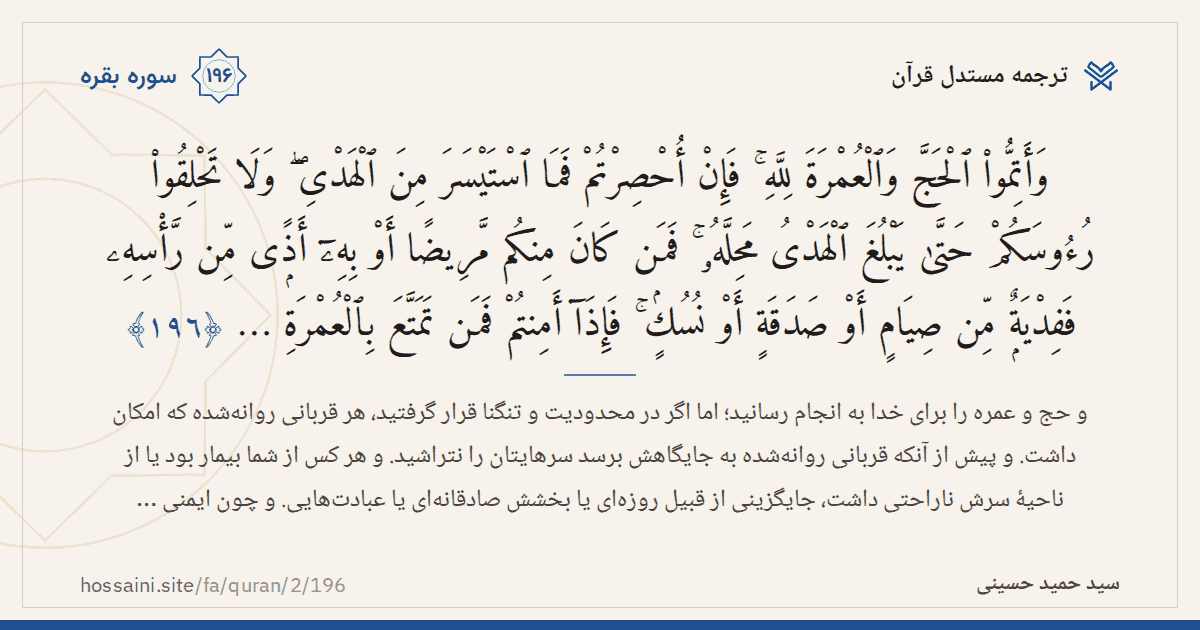 ترجمه مستدل قرآن
سوره بقره ۱۹۶
وَأَتِمُّوا۟ ٱلْحَجَّ وَٱلْعُمْرَةَ لِلَّهِ ۚ فَإِنْ أُحْصِرْتُمْ فَمَا ٱسْتَيْسَرَ مِنَ ٱلْهَدْىِ ۖ وَلَا تَحْلِقُوا۟
رُءُوسَكُمْ حَتَّىٰ يَبْلُغَ ٱلْهَدْىُ مَحِلَّهُۥ ۚ فَمَن كَانَ مِنكُم مَّرِيضًا أَوْ بِهِۦٓ أَذًۭى مِّن رَّأْسِهِۦ
فَفِدْيَةٌۭ مِّن صِيَامٍ أَوْ صَدَقَةٍ أَوْ نُسُكٍۢ ۚ فَإِذَآ أَمِنتُمْ فَمَن تَمَتَّعَ بِٱلْعُمْرَةِ ... ﴿١٩٦﴾
و حج و عمره را برای خدا به انجام رسانید؛ اما اگر در محدودیت و تنگنا قرار گرفتید، هر قربانی روانه‌شده که امکان
داشت. و پیش از آنکه قربانی روانه‌شده به جایگاهش برسد سرهایتان را نتراشید. و هر کس از شما بیمار بود یا از
ناحیهٔ سرش ناراحتی داشت، جایگزینی از قبیل روزه‌ای یا بخشش صادقانه‌ای یا عبادت‌هایی. و چون ایمنی ...
سید حمید حسینی
hossaini.site/fa/quran/2/196